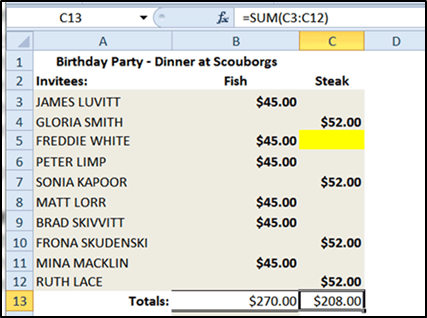 C13 fx =SUM(C3:C12)
A B C D
1 Birthday Party - Dinner at Scouborgs
2 Invitees: Fish Steak
3 JAMES LUVITT $45.00
4 GLORIA SMITH $52.00
5 FREDDIE WHITE $45.00
6 PETER LIMP $45.00
7 SONIA KAPOOR $52.00
8 MATT LORR $45.00
9 BRAD SKIVVITT $45.00
10 FRONA SKUDENSKI $52.00
11 MINA MACKLIN $45.00
12 RUTH LACE $52.00
13 Totals: $270.00 $208.00